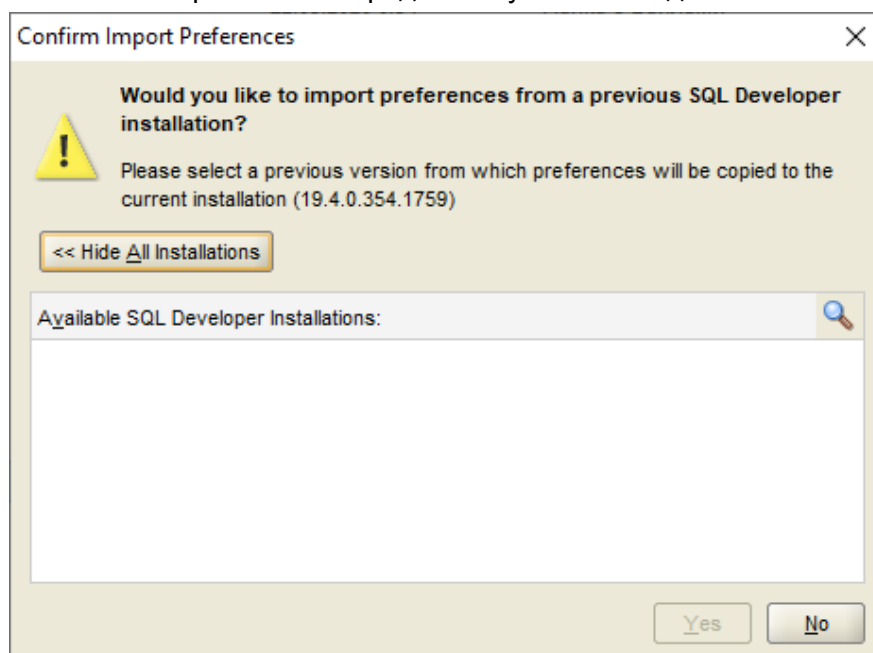 Confirm Import Preferences
Would you like to import preferences from a previous SQL Developer
installation?
Please select a previous version from which preferences will be copied to the
current installation (19.4.0.354.1759)
<< Hide All Installations
Available SQL Developer Installations:
Yes
No